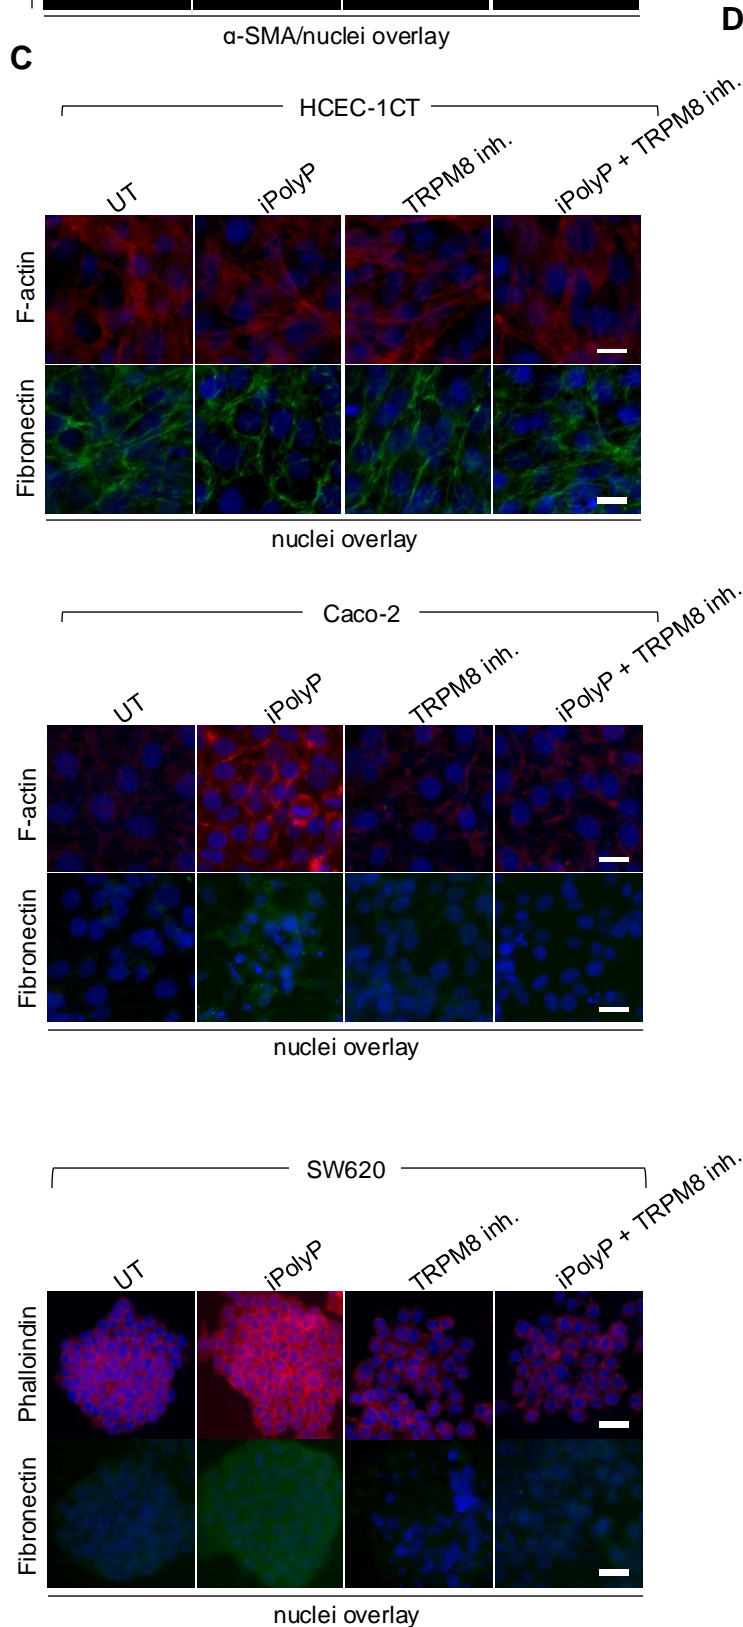 α-SMA/nuclei overlay
D
C
HCEC-1CT
UT
iPolyP
TRPM8 inh.
iPolyP + TRPM8 inh.
F-actin
Fibronectin
nuclei overlay
Caco-2
UT
iPolyP
TRPM8 inh.
iPolyP + TRPM8 inh.
F-actin
Fibronectin
nuclei overlay
SW620
UT
iPolyP
TRPM8 inh.
iPolyP + TRPM8 inh.
Phalloindin
Fibronectin
nuclei overlay